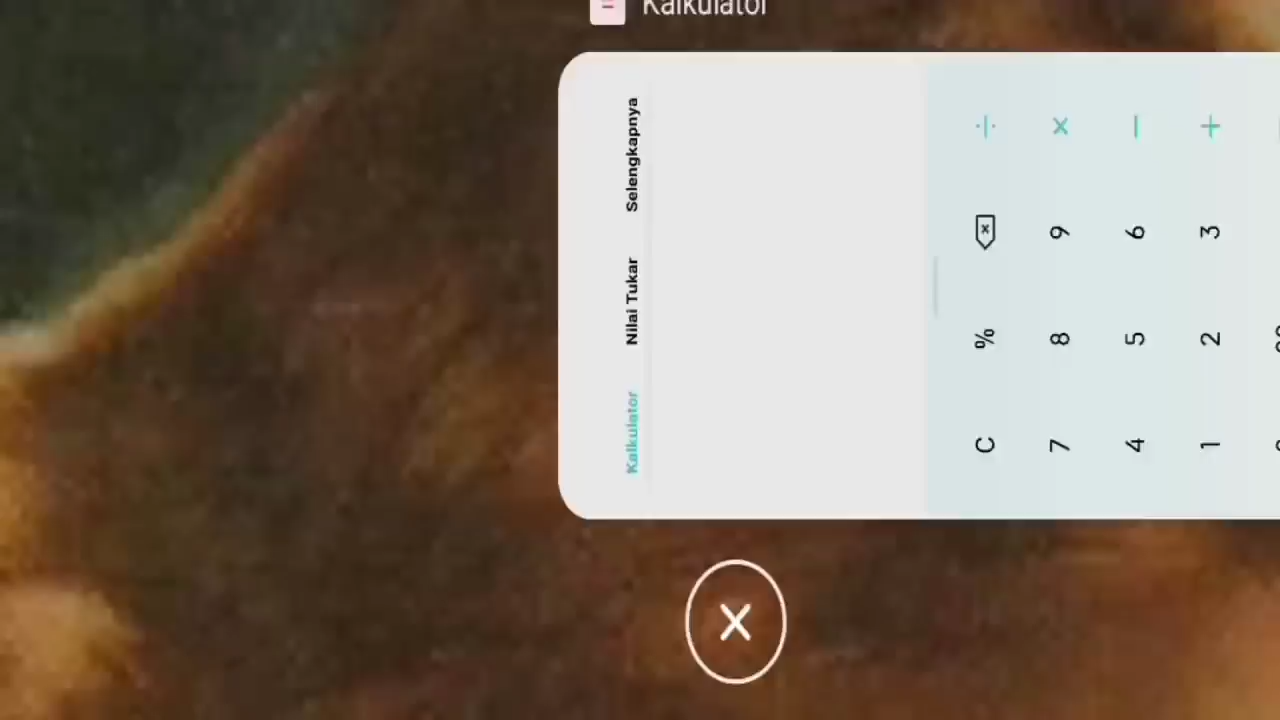 Kalkulator
Kalkulator Nilai Tukar Selengkapnya
C % ÷
7 8 9 ×
4 5 6 −
1 2 3 +